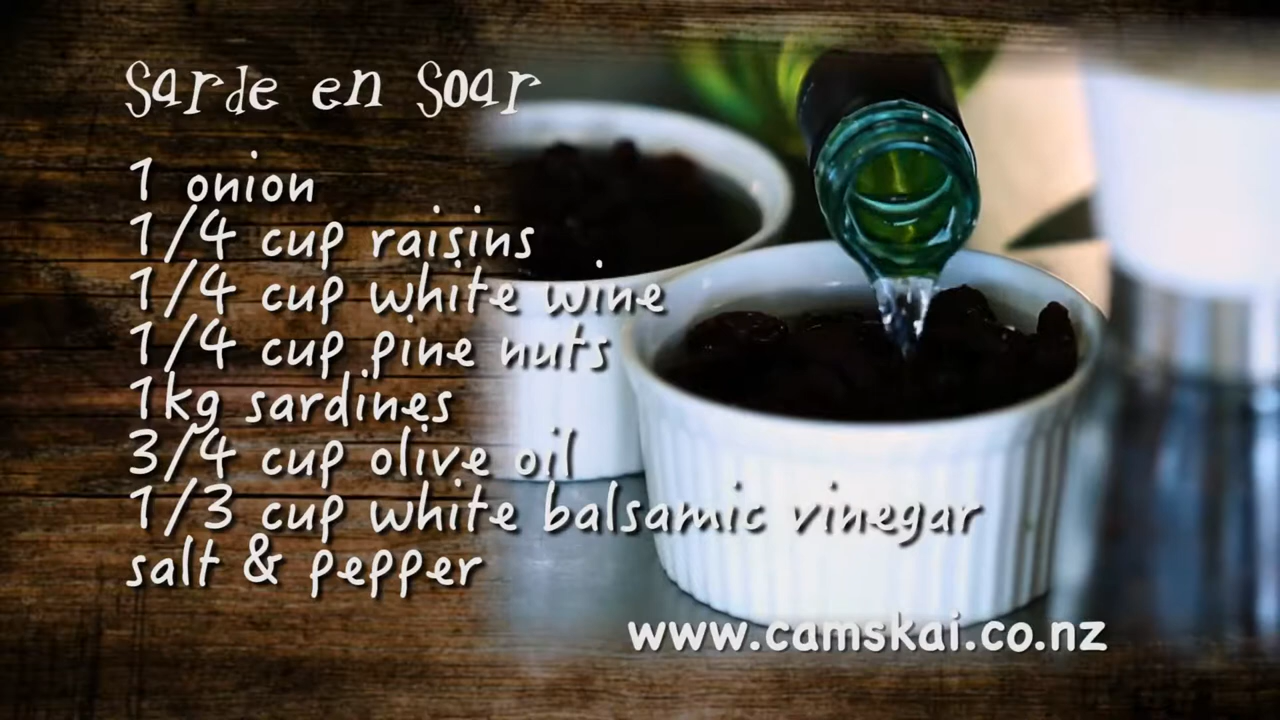 Sarde en Soar
1 onion
1/4 cup raisins
1/4 cup white wine
1/4 cup pine nuts
1kg sardines
3/4 cup olive oil
1/3 cup white balsamic vinegar
salt & pepper
www.camskai.co.nz